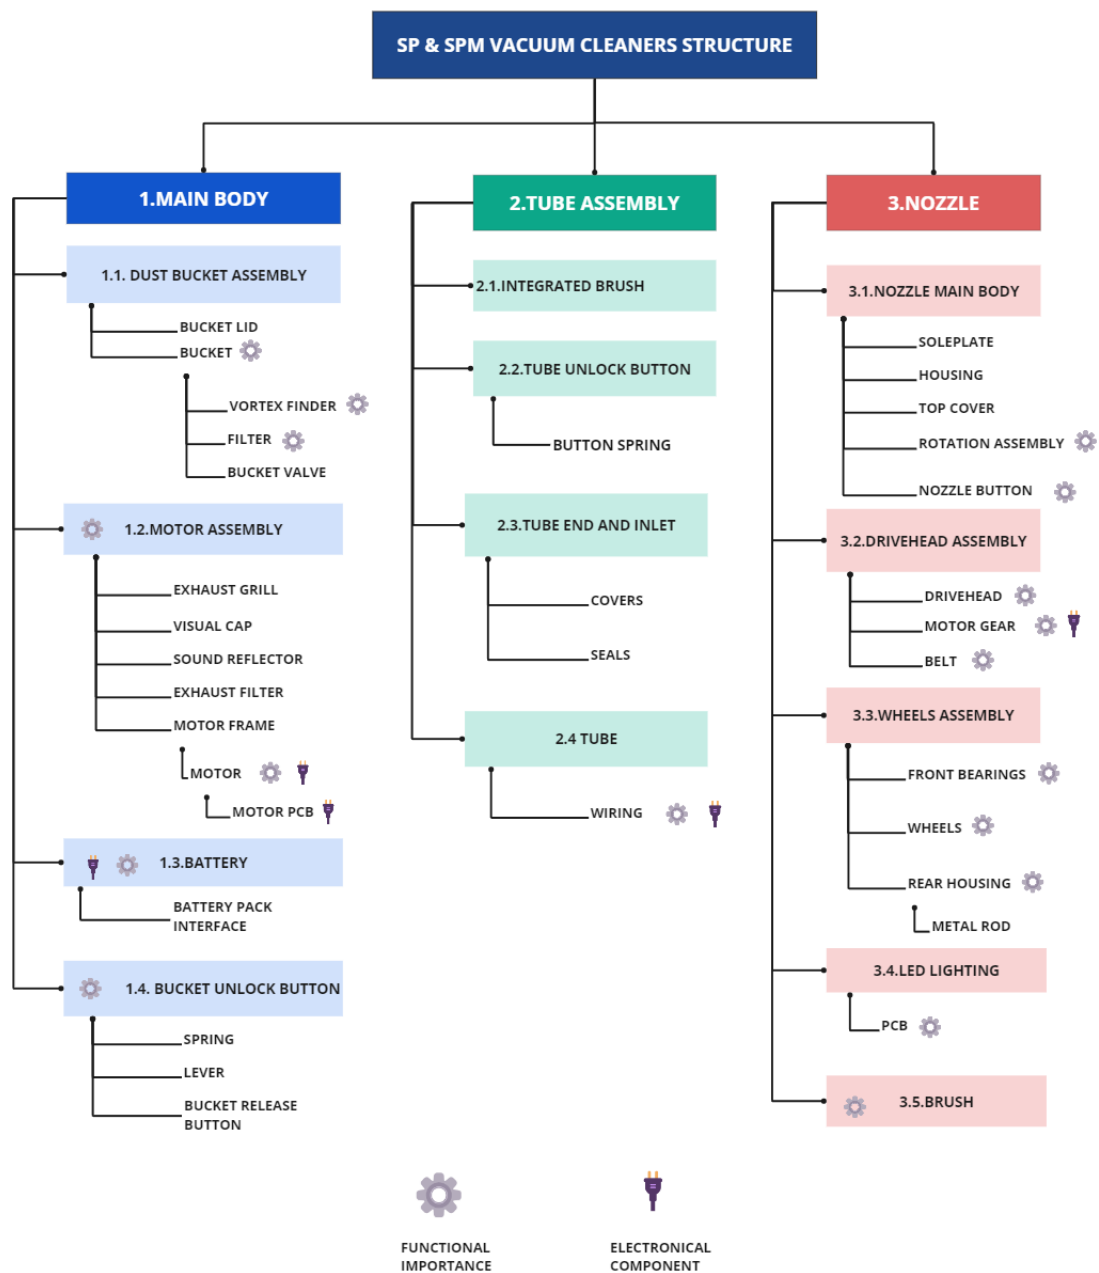 SP & SPM VACUUM CLEANERS STRUCTURE
1.MAIN BODY
1.1. DUST BUCKET ASSEMBLY
BUCKET LID
BUCKET
VORTEX FINDER
FILTER
BUCKET VALVE
1.2.MOTOR ASSEMBLY
EXHAUST GRILL
VISUAL CAP
SOUND REFLECTOR
EXHAUST FILTER
MOTOR FRAME
MOTOR
MOTOR PCB
1.3.BATTERY
BATTERY PACK
INTERFACE
1.4. BUCKET UNLOCK BUTTON
SPRING
LEVER
BUCKET RELEASE
BUTTON
2.TUBE ASSEMBLY
2.1.INTEGRATED BRUSH
2.2.TUBE UNLOCK BUTTON
BUTTON SPRING
2.3.TUBE END AND INLET
COVERS
SEALS
2.4 TUBE
WIRING
3.NOZZLE
3.1.NOZZLE MAIN BODY
SOLEPLATE
HOUSING
TOP COVER
ROTATION ASSEMBLY
NOZZLE BUTTON
3.2.DRIVEHEAD ASSEMBLY
DRIVEHEAD
MOTOR GEAR
BELT
3.3.WHEELS ASSEMBLY
FRONT BEARINGS
WHEELS
REAR HOUSING
METAL ROD
3.4.LED LIGHTING
PCB
3.5.BRUSH
FUNCTIONAL
IMPORTANCE
ELECTRONICAL
COMPONENT